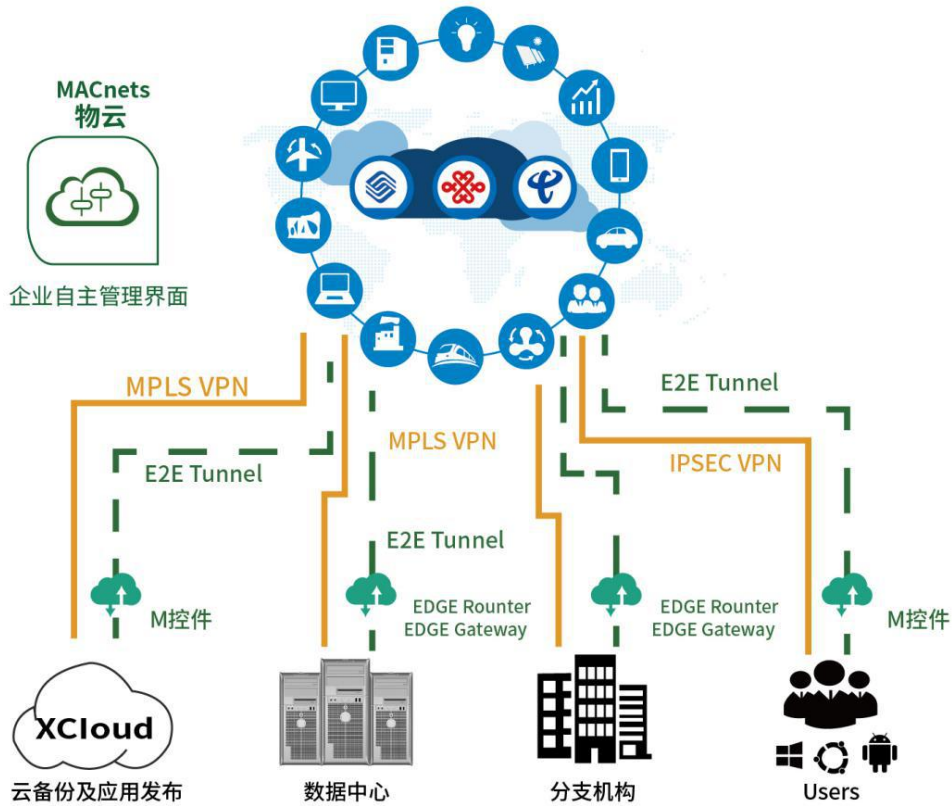 MACnets
物云
企业自主管理界面
MPLS VPN
E2E Tunnel
MPLS VPN
E2E Tunnel
E2E Tunnel
IPSEC VPN
M控件
EDGE Rounter
EDGE Gateway
EDGE Rounter
EDGE Gateway
M控件
XCloud
云备份及应用发布
数据中心
分支机构
Users